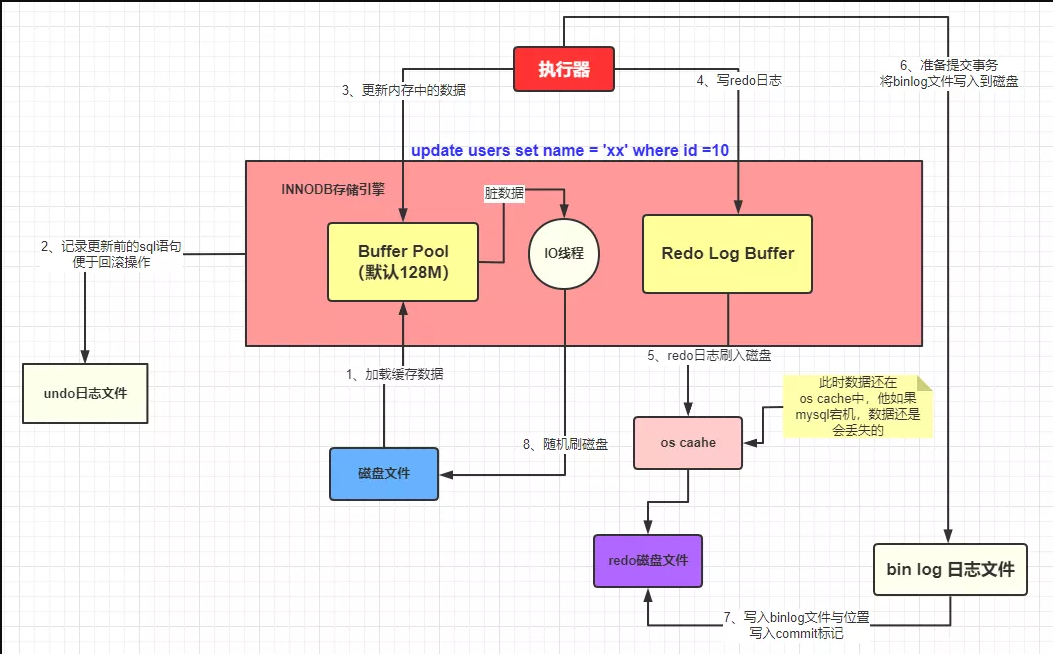 执行器
6、准备提交事务
将binlog文件写入到磁盘
3、更新内存中的数据
4、写redo日志
update users set name = 'xx' where id =10
INNODB存储引擎
脏数据
2、记录更新前的sql语句
便于回滚操作
Buffer Pool
（默认128M）
IO线程
Redo Log Buffer
1、加载缓存数据
5、redo日志刷入磁盘
undo日志文件
此时数据还在
os cache中，他如果
mysql宕机，数据还是
会丢失的
8、随机刷磁盘
os caahe
磁盘文件
redo磁盘文件
bin log 日志文件
7、写入binlog文件与位置
写入commit标记